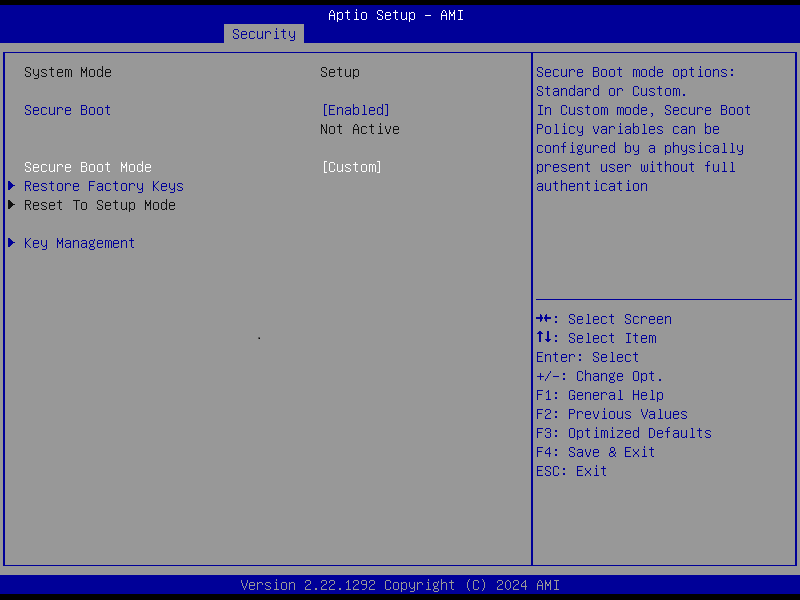 Aptio Setup – AMI
Security
System Mode Setup
Secure Boot [Enabled]
Not Active
Secure Boot Mode [Custom]
Restore Factory Keys
Reset To Setup Mode
Key Management
Secure Boot mode options:
Standard or Custom.
In Custom mode, Secure Boot
Policy variables can be
configured by a physically
present user without full
authentication
→←: Select Screen
↑↓: Select Item
Enter: Select
+/-: Change Opt.
F1: General Help
F2: Previous Values
F3: Optimized Defaults
F4: Save & Exit
ESC: Exit
Version 2.22.1292 Copyright (C) 2024 AMI